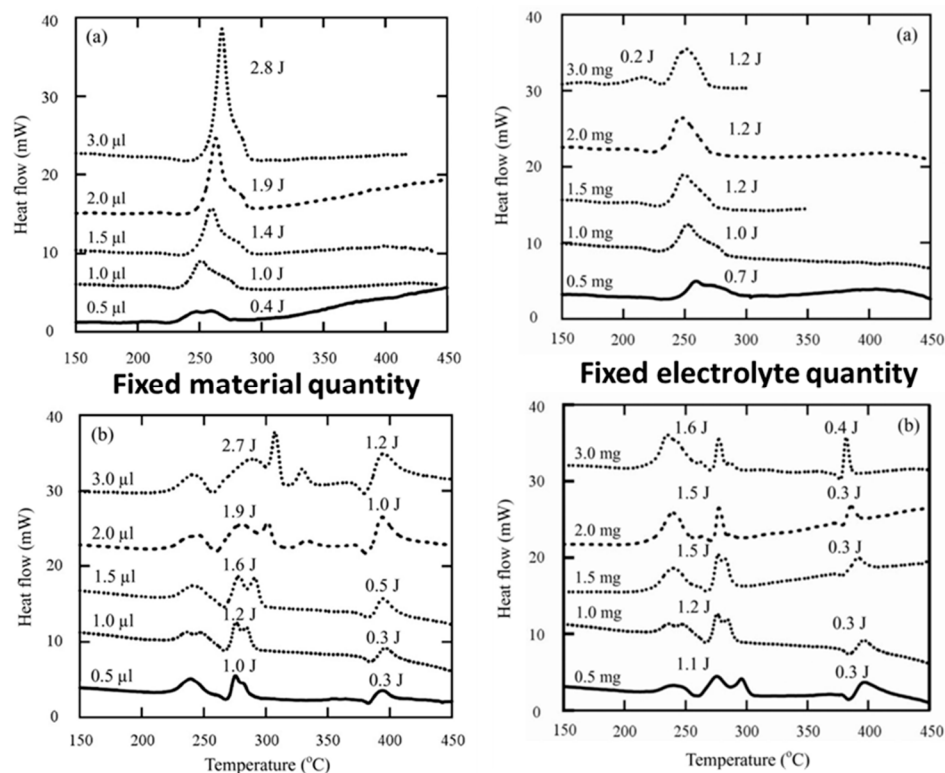 40
(a)
2.8 J
30
3.0 µl
20
1.9 J
2.0 µl
1.4 J
10
1.5 µl
1.0 J
1.0 µl
0.5 µl
0.4 J
0
150 200 250 300 350 400 450
Heat flow (mW)
Fixed material quantity
40
(a)
0.2 J
1.2 J
3.0 mg
30
1.2 J
2.0 mg
20
1.2 J
1.5 mg
1.0 J
1.0 mg
10
0.7 J
0.5 mg
0
150 200 250 300 350 400 450
Heat flow (mW)
Fixed electrolyte quantity
40
(b)
2.7 J
1.2 J
3.0 µl
30
1.9 J
1.0 J
2.0 µl
20
1.6 J
1.5 µl
0.5 J
1.2 J
1.0 µl
10
0.3 J
1.0 J
0.5 µl
0.3 J
0
150 200 250 300 350 400 450
Heat flow (mW)
Temperature (°C)
40
1.6 J
0.4 J
(b)
3.0 mg
30
1.5 J
0.3 J
2.0 mg
20
1.5 J
0.3 J
1.5 mg
1.2 J
1.0 mg
0.3 J
10
1.1 J
0.5 mg
0.3 J
0
150 200 250 300 350 400 450
Heat flow (mW)
Temperature (°C)